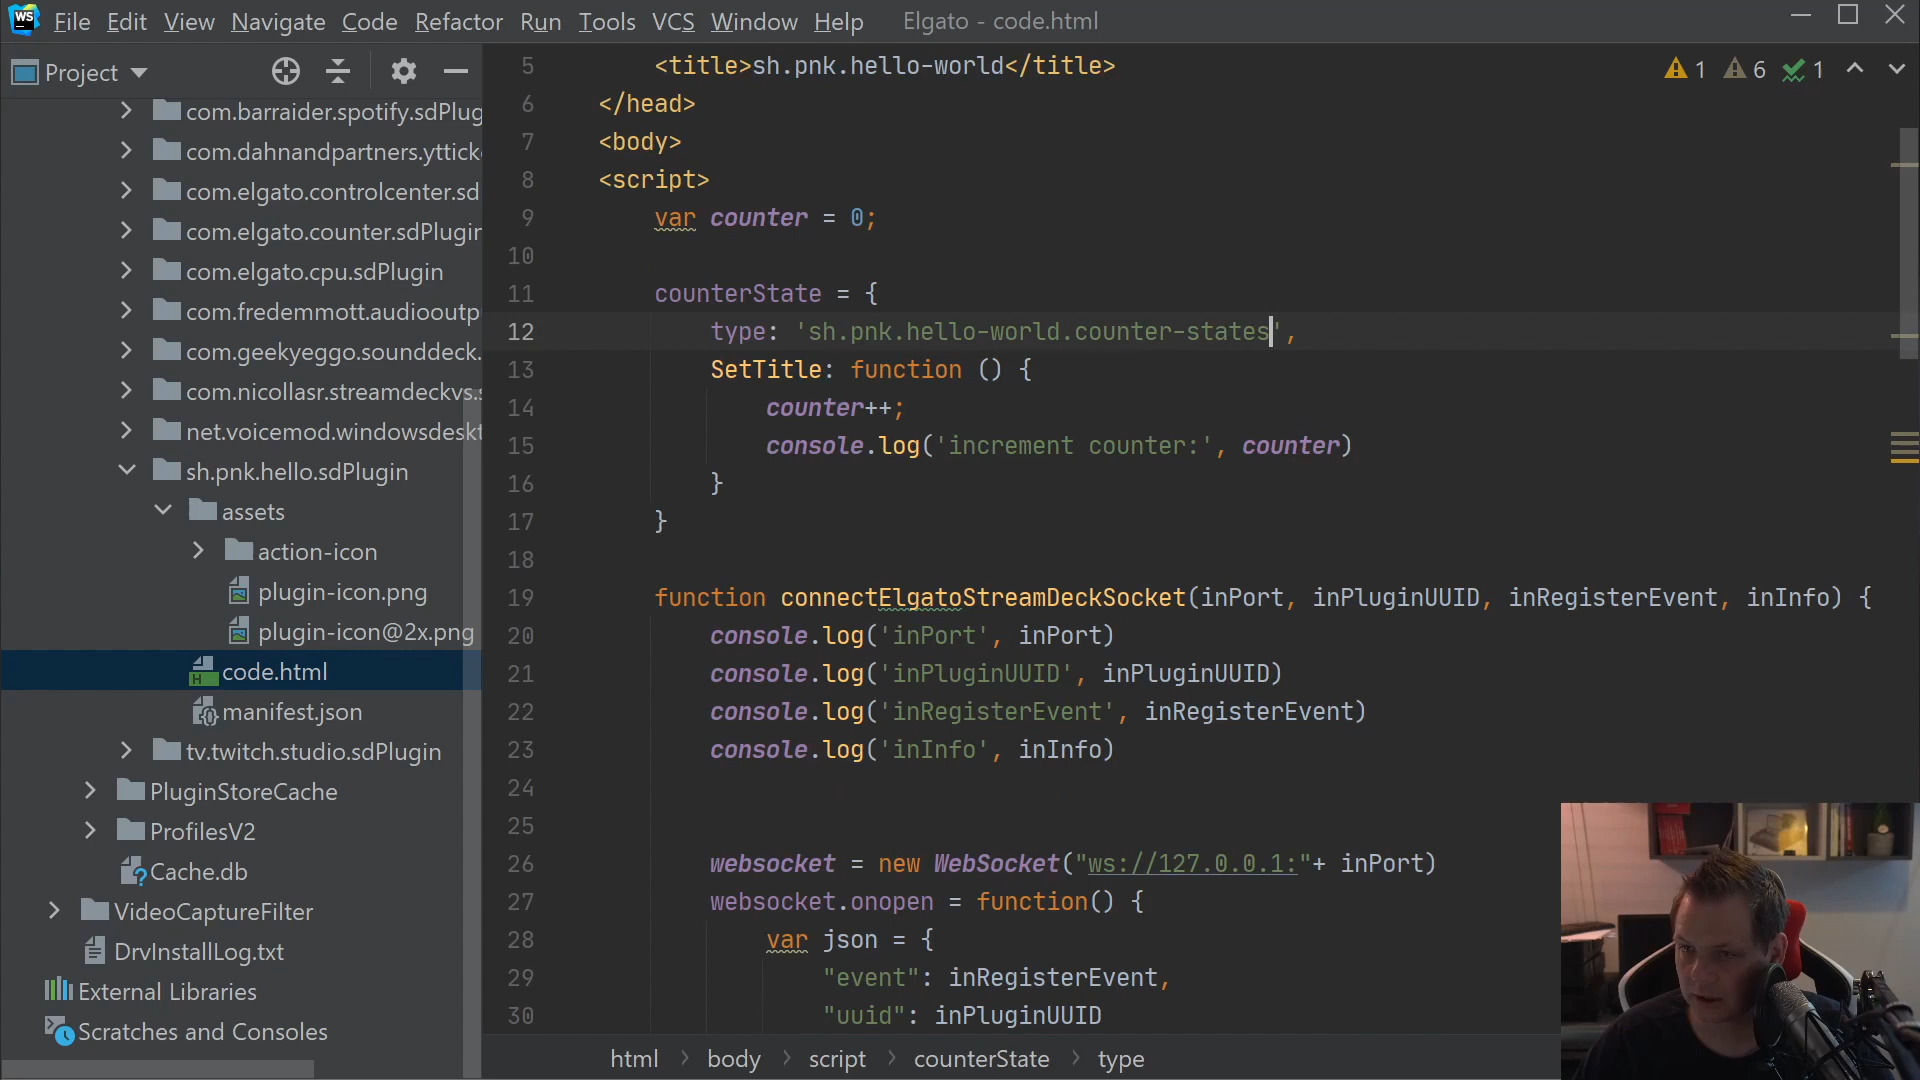 WS File Edit View Navigate Code Refactor Run Tools VCS Window Help Elgato - code.html
Project
com.barraider.spotify.sdPlug
com.dahnandpartners.yttick
com.elgato.controlcenter.sd
com.elgato.counter.sdPlugin
com.elgato.cpu.sdPlugin
com.fredemmott.audiooutp
com.geekyeggo.sounddeck.
com.nicollasr.streamdeckvs.
net.voicemod.windowsdeskt
sh.pnk.hello.sdPlugin
assets
action-icon
plugin-icon.png
plugin-icon@2x.png
code.html
manifest.json
tv.twitch.studio.sdPlugin
PluginStoreCache
ProfilesV2
Cache.db
VideoCaptureFilter
DrvInstallLog.txt
External Libraries
Scratches and Consoles
1 6 1
5 <title>sh.pnk.hello-world</title>
6 </head>
7 <body>
8 <script>
9 var counter = 0;
10
11 counterState = {
12 type: 'sh.pnk.hello-world.counter-states',
13 SetTitle: function () {
14 counter++;
15 console.log('increment counter:', counter)
16 }
17 }
18
19 function connectElgatoStreamDeckSocket(inPort, inPluginUUID, inRegisterEvent, inInfo) {
20 console.log('inPort', inPort)
21 console.log('inPluginUUID', inPluginUUID)
22 console.log('inRegisterEvent', inRegisterEvent)
23 console.log('inInfo', inInfo)
24
25
26 websocket = new WebSocket("ws://127.0.0.1:"+ inPort)
27 websocket.onopen = function() {
28 var json = {
29 "event": inRegisterEvent,
30 "uuid": inPluginUUID
html body script counterState type